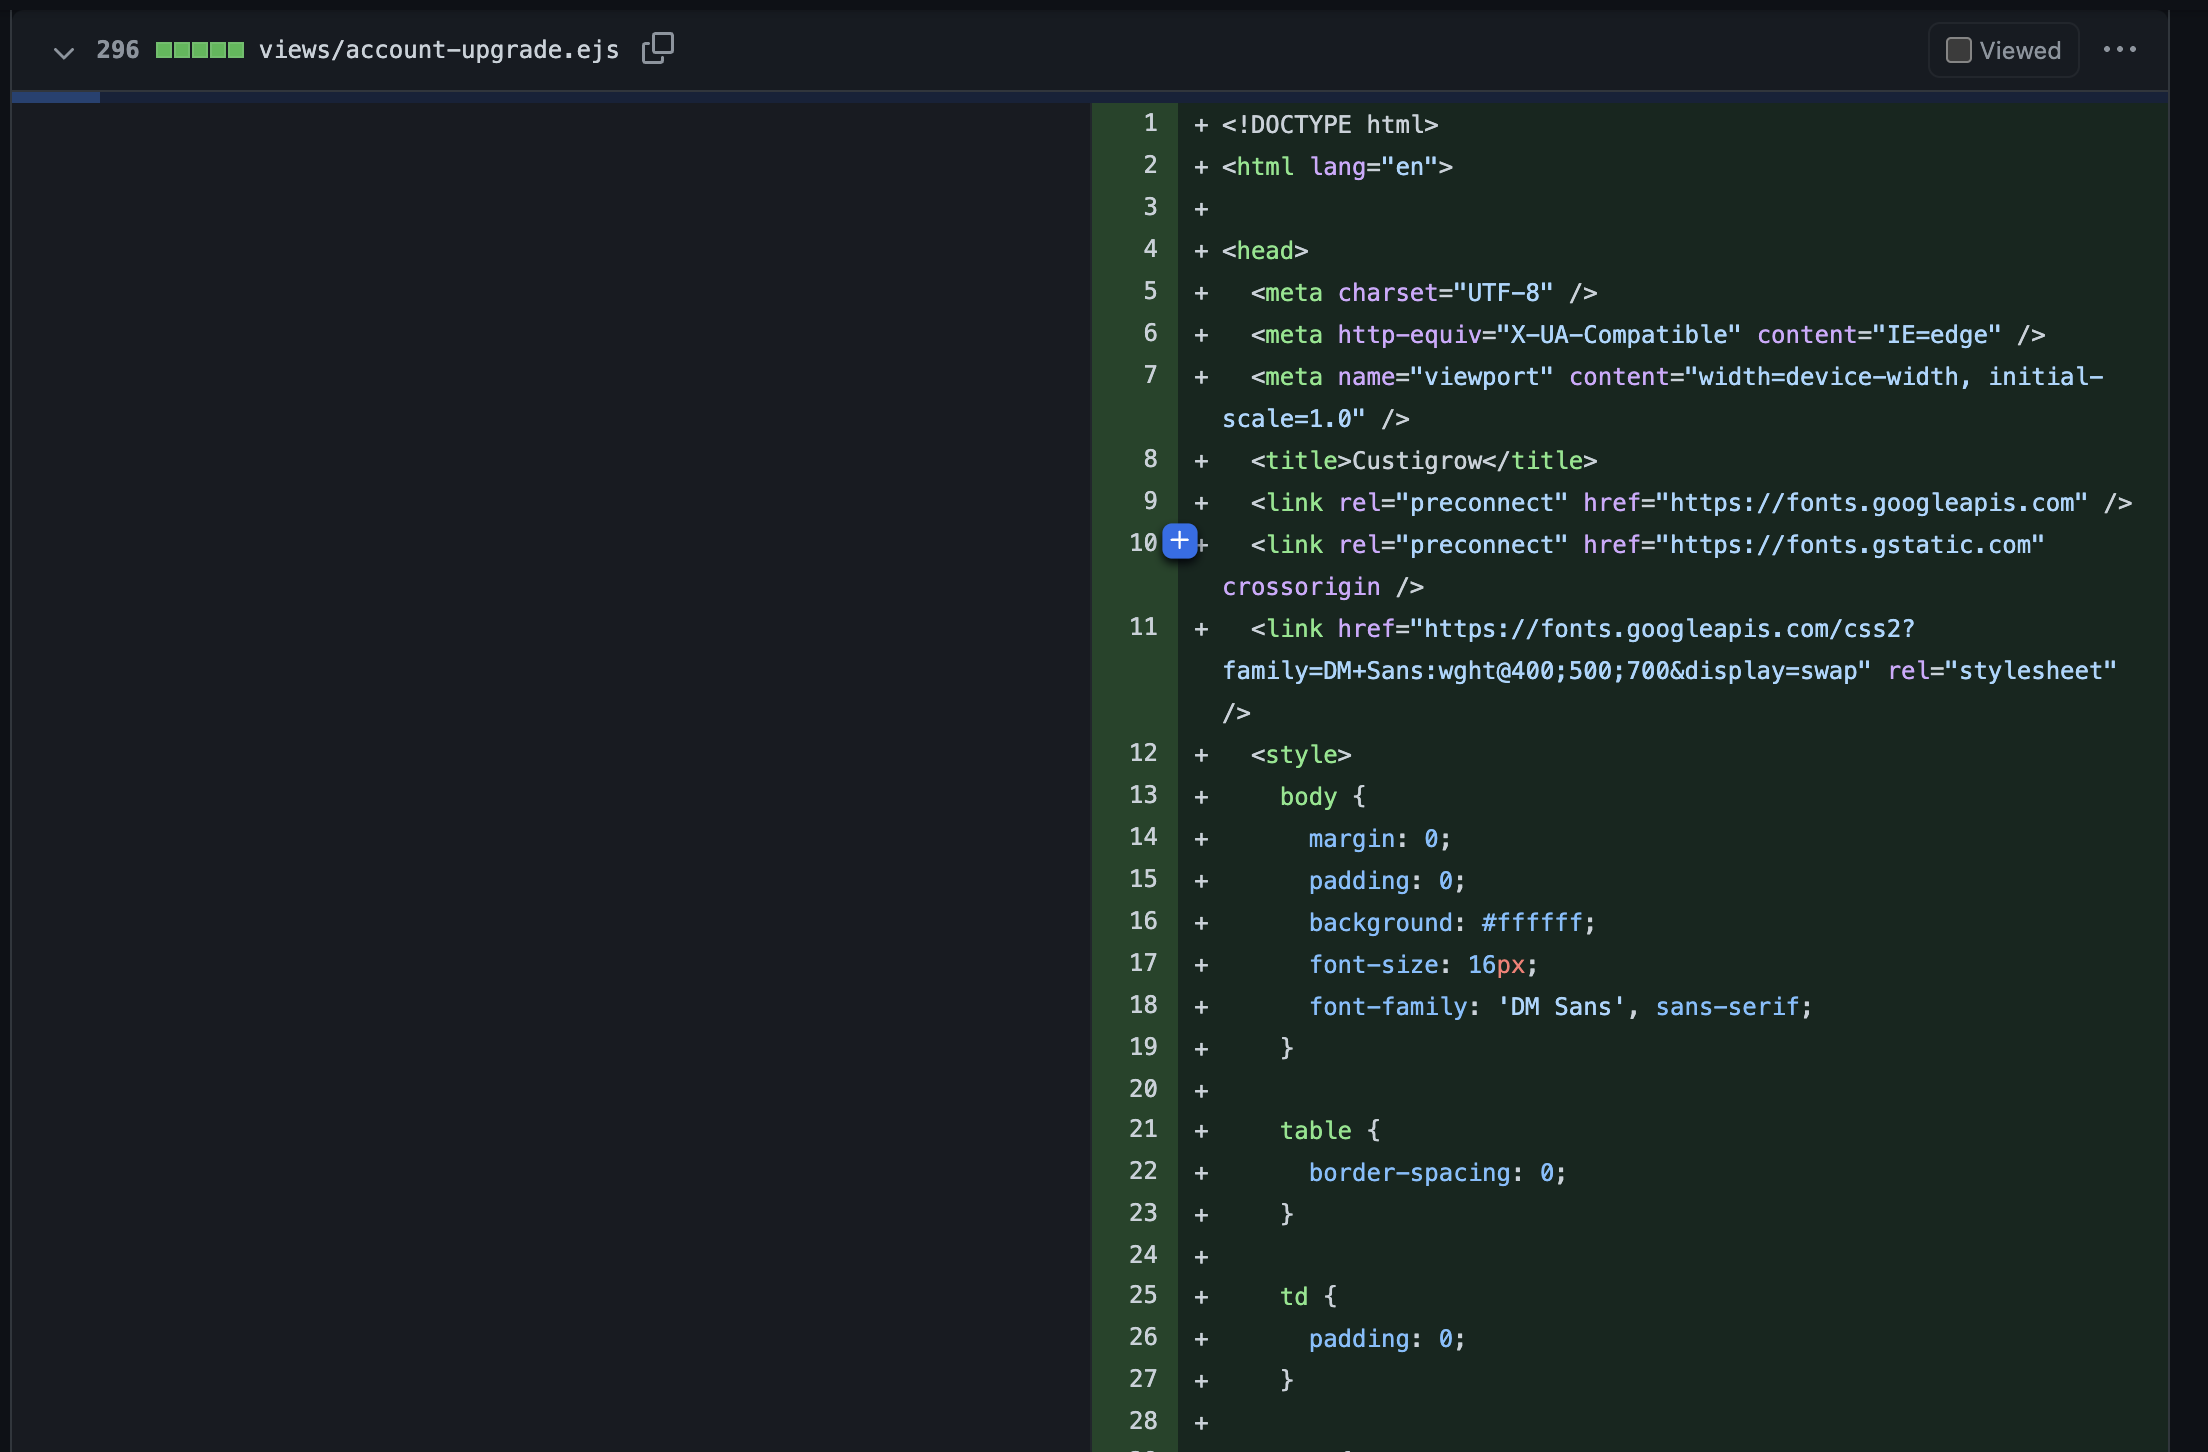 296 views/account-upgrade.ejs Viewed
1 + <!DOCTYPE html>
2 + <html lang="en">
3 +
4 + <head>
5 +   <meta charset="UTF-8" />
6 +   <meta http-equiv="X-UA-Compatible" content="IE=edge" />
7 +   <meta name="viewport" content="width=device-width, initial-
scale=1.0" />
8 +   <title>Custigrow</title>
9 +   <link rel="preconnect" href="https://fonts.googleapis.com" />
10 +   <link rel="preconnect" href="https://fonts.gstatic.com"
crossorigin />
11 +   <link href="https://fonts.googleapis.com/css2?
family=DM+Sans:wght@400;500;700&display=swap" rel="stylesheet"
/>
12 +   <style>
13 +     body {
14 +       margin: 0;
15 +       padding: 0;
16 +       background: #ffffff;
17 +       font-size: 16px;
18 +       font-family: 'DM Sans', sans-serif;
19 +     }
20 +
21 +     table {
22 +       border-spacing: 0;
23 +     }
24 +
25 +     td {
26 +       padding: 0;
27 +     }
28 +